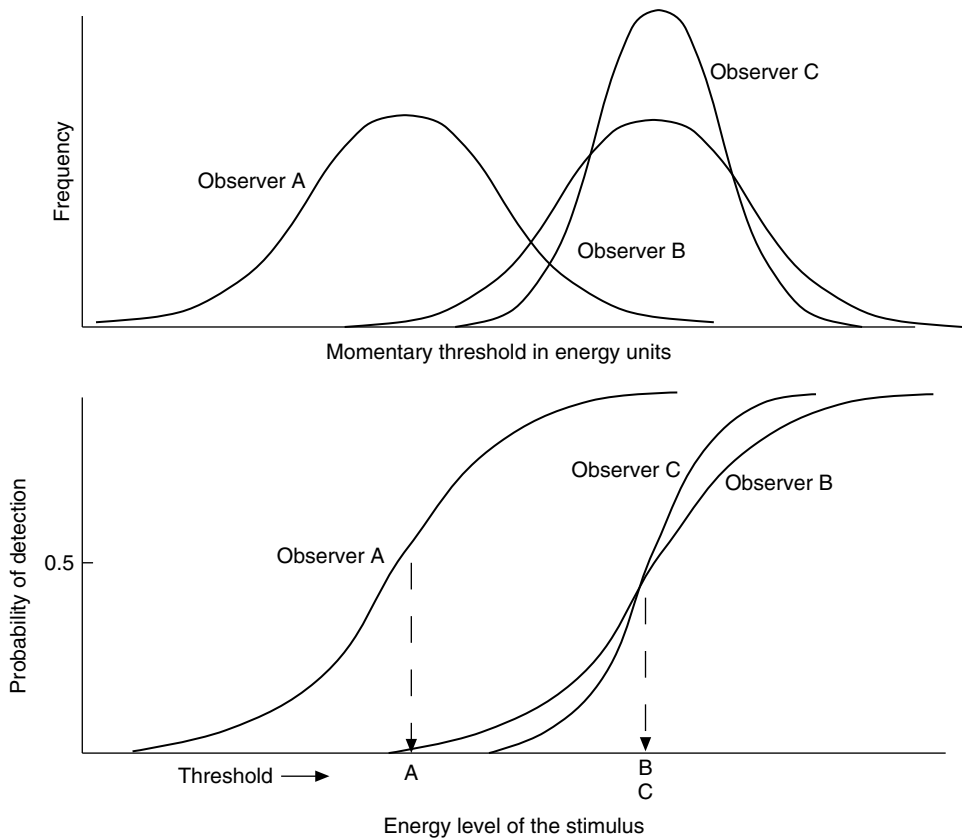 Observer C
Observer A
Frequency
Observer B
Momentary threshold in energy units
Observer C
Observer B
Observer A
0.5
Probability of detection
Threshold
A
B
C
Energy level of the stimulus